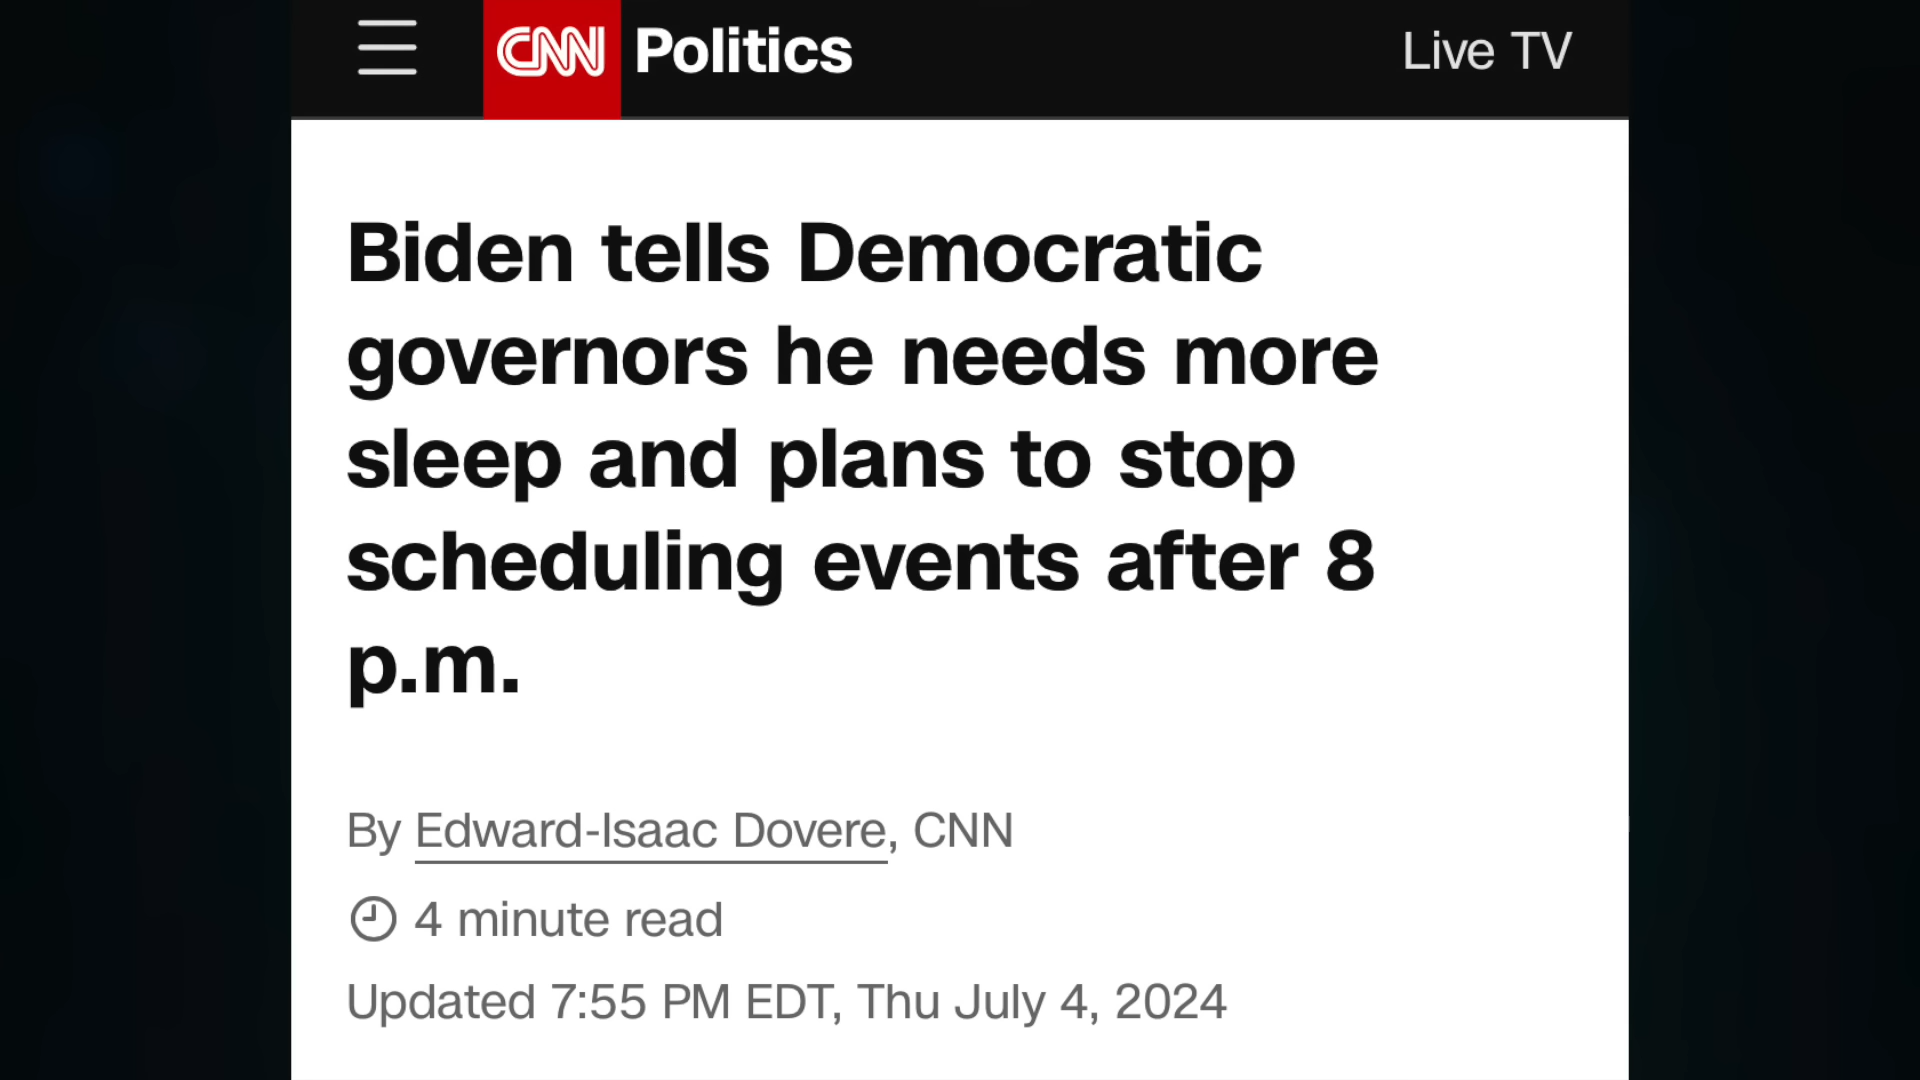 CNN Politics Live TV
Biden tells Democratic
governors he needs more
sleep and plans to stop
scheduling events after 8
p.m.
By Edward-Isaac Dovere, CNN
4 minute read
Updated 7:55 PM EDT, Thu July 4, 2024